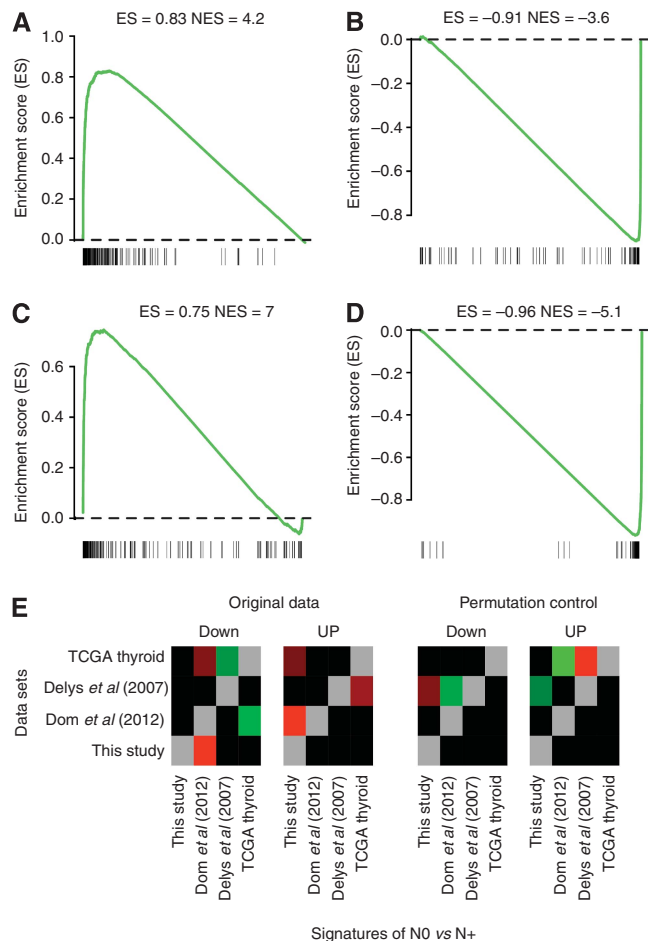 A
ES = 0.83 NES = 4.2
Enrichment score (ES)
1.0
0.8
0.6
0.4
0.2
0.0
B
ES = −0.91 NES = −3.6
Enrichment score (ES)
0.0
−0.2
−0.4
−0.6
−0.8
C
ES = 0.75 NES = 7
Enrichment score (ES)
0.6
0.4
0.2
0.0
D
ES = −0.96 NES = −5.1
Enrichment score (ES)
0.0
−0.2
−0.4
−0.6
−0.8
E
Original data
Permutation control
Down
UP
Down
UP
Data sets
TCGA thyroid
Delys et al (2007)
Dom et al (2012)
This study
This study
Dom et al (2012)
Delys et al (2007)
TCGA thyroid
This study
Dom et al (2012)
Delys et al (2007)
TCGA thyroid
This study
Dom et al (2012)
Delys et al (2007)
TCGA thyroid
This study
Dom et al (2012)
Delys et al (2007)
TCGA thyroid
Signatures of N0 vs N+